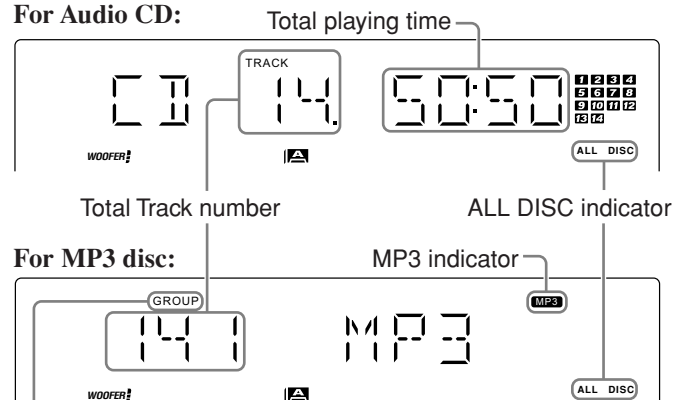 For Audio CD:
Total playing time
TRACK
CD 14. 50:50
1 2 3 4
5 6 7 8
9 10 11 12
13 14
WOOFER! A ALL DISC
Total Track number
ALL DISC indicator
For MP3 disc:
MP3 indicator
GROUP
MP3
141 MP3
WOOFER! A ALL DISC